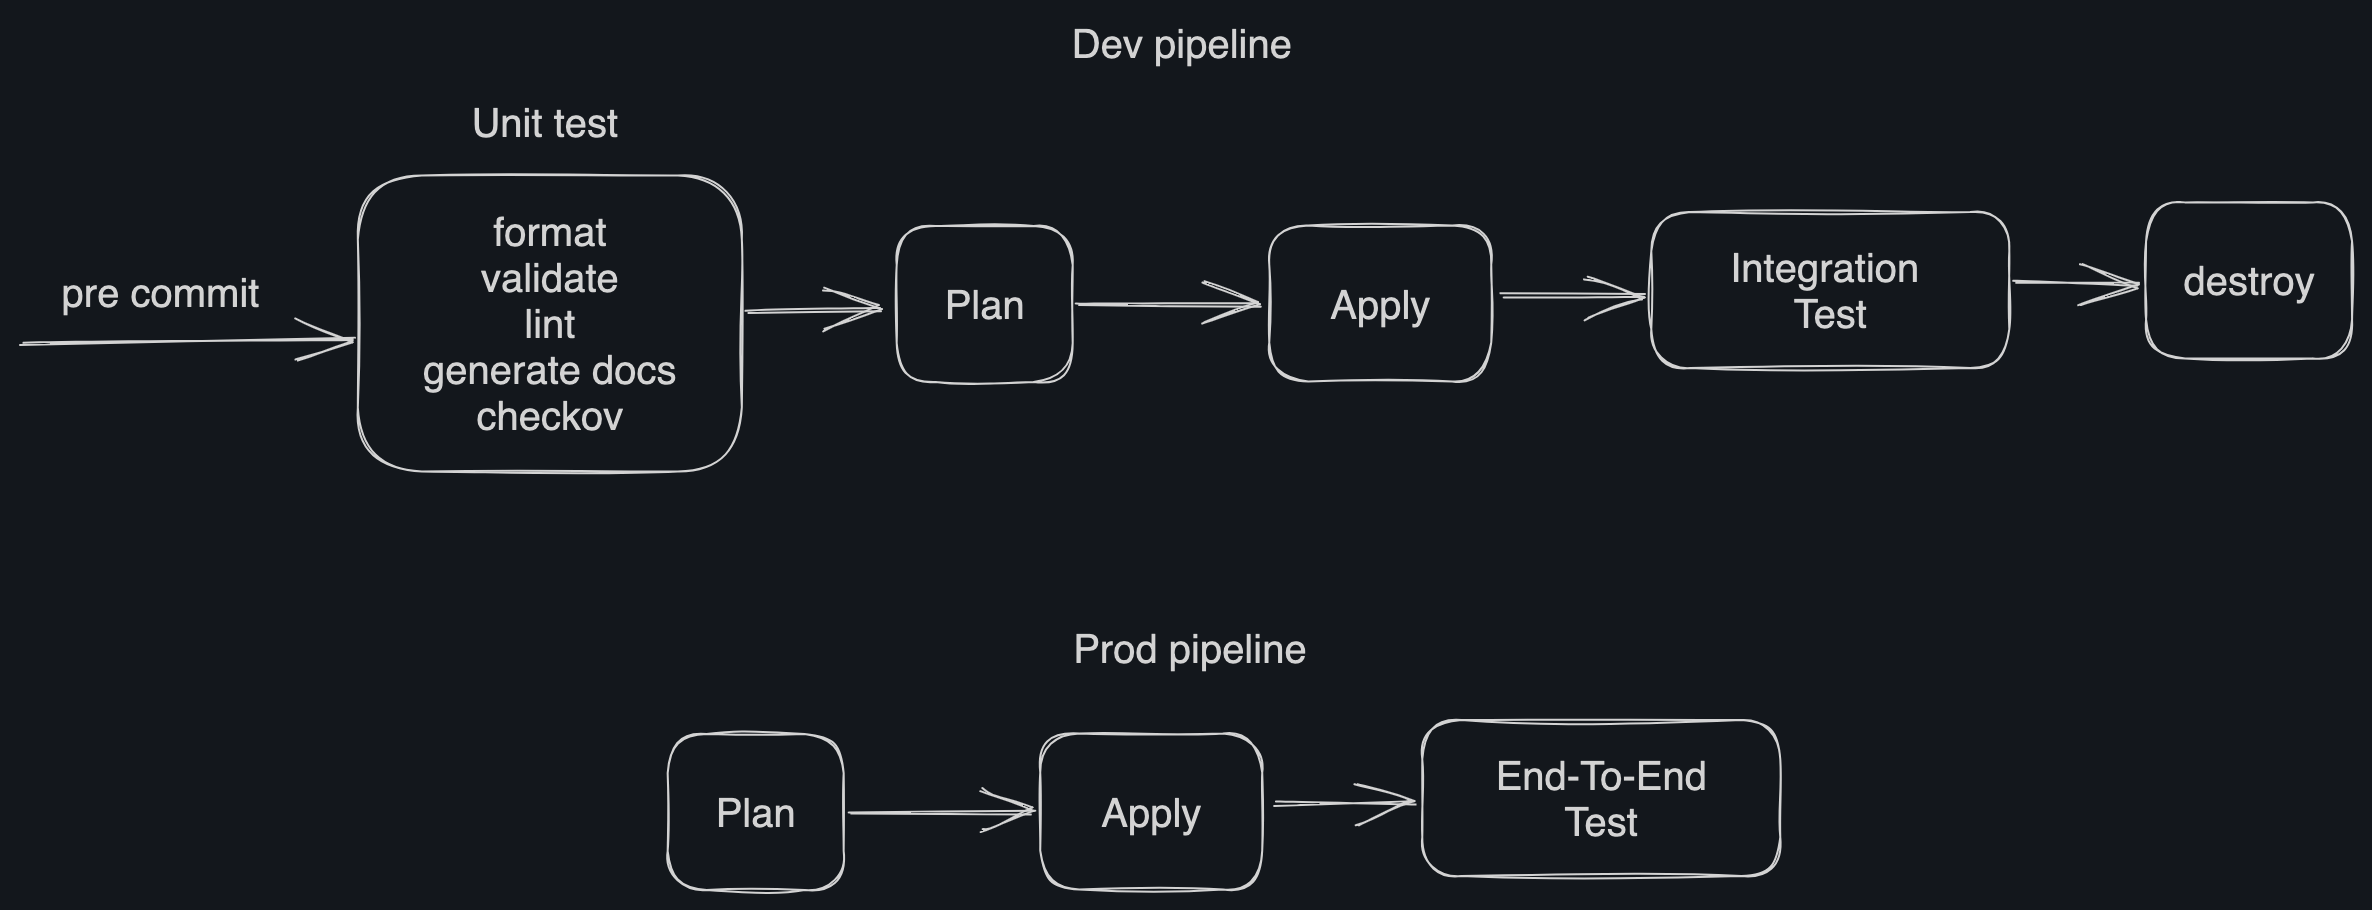 Dev pipeline
Unit test
pre commit
format
validate
lint
generate docs
checkov
Plan
Apply
Integration
Test
destroy
Prod pipeline
Plan
Apply
End-To-End
Test